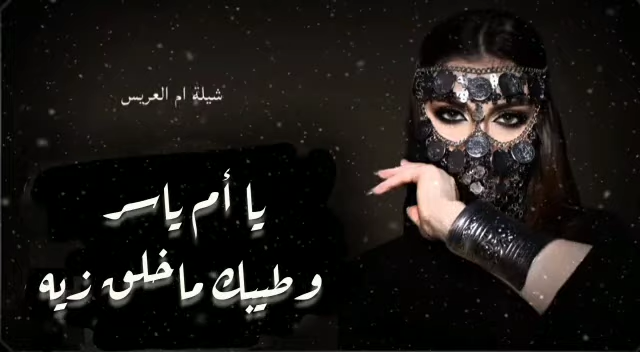 شيلة ام العريس
يا أم ياسر
وطيبك ماخلق زيه